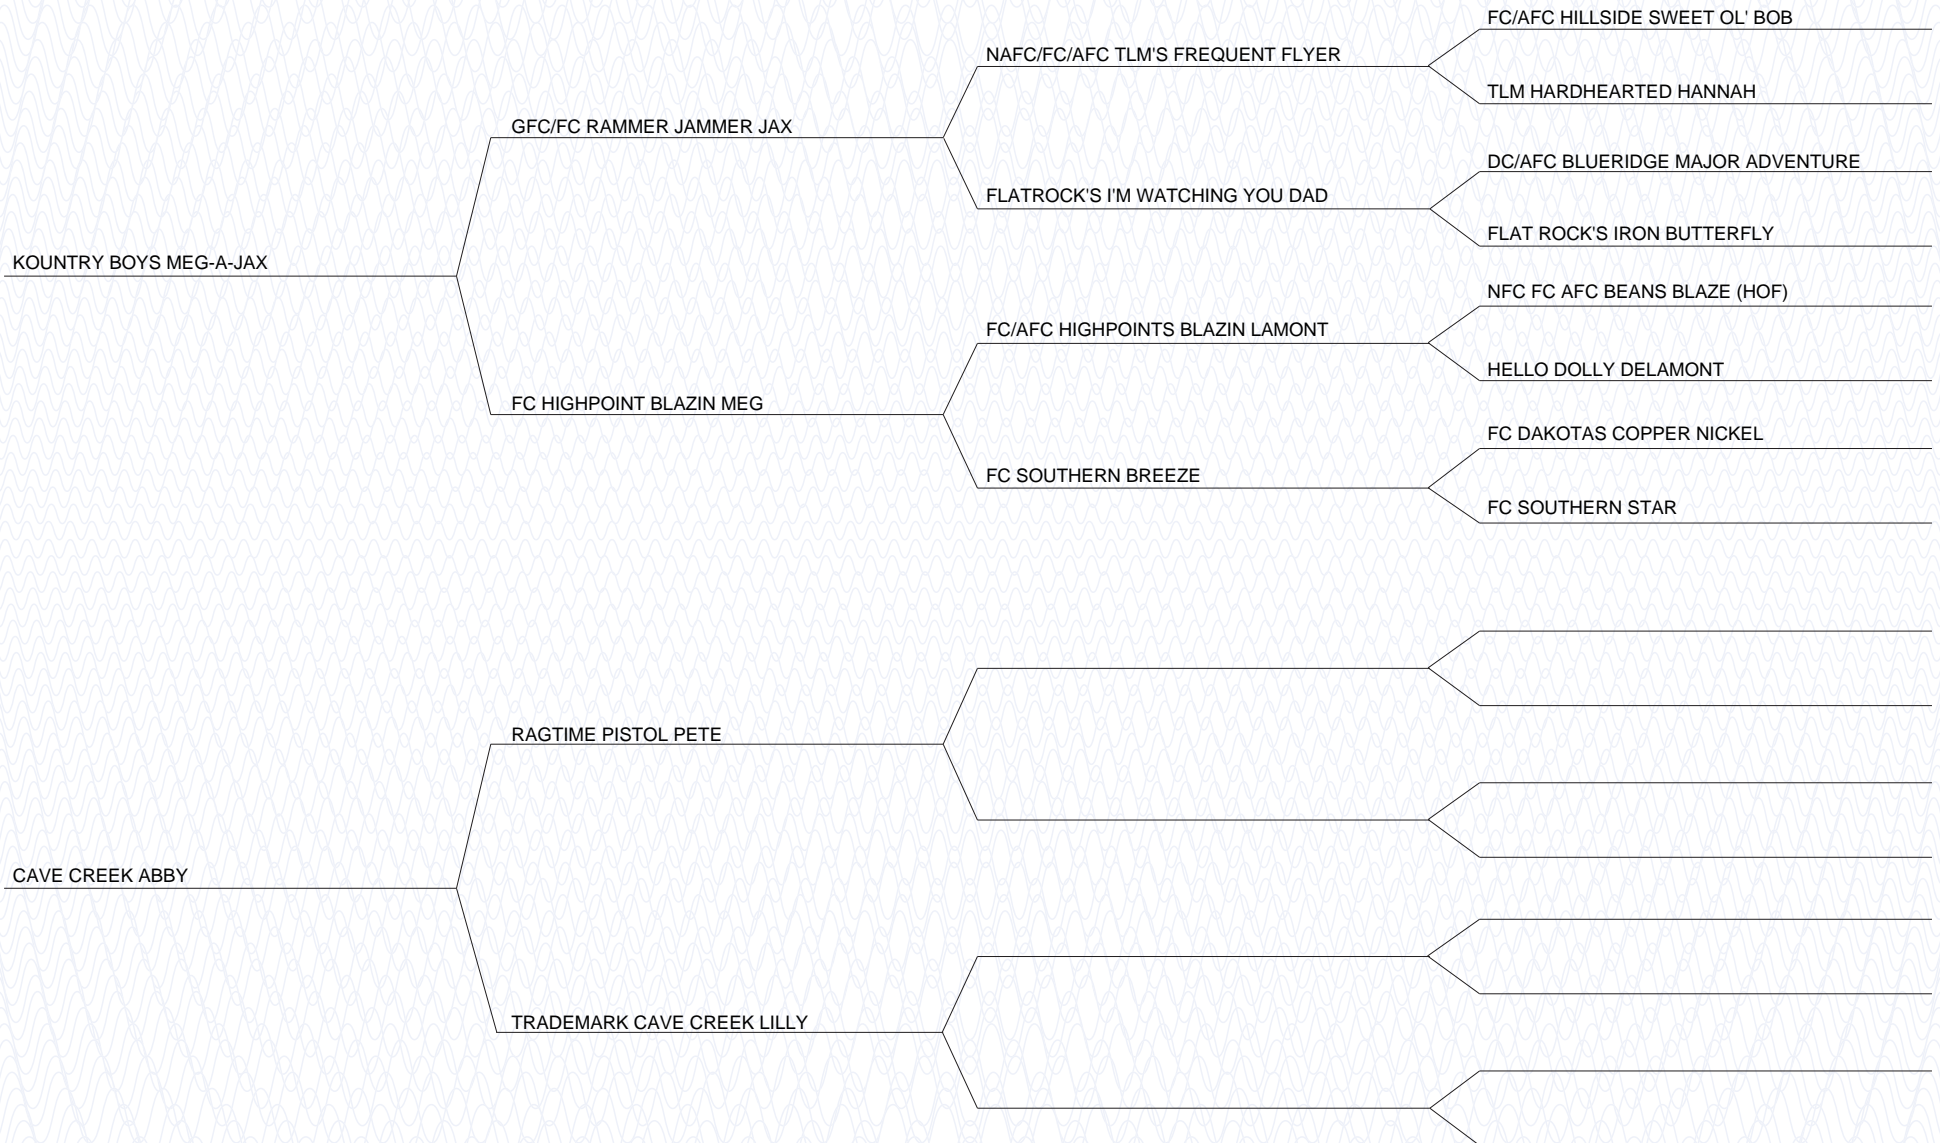 FC/AFC HILLSIDE SWEET OL' BOB
NAFC/FC/AFC TLM'S FREQUENT FLYER
TLM HARDHEARTED HANNAH
GFC/FC RAMMER JAMMER JAX
DC/AFC BLUERIDGE MAJOR ADVENTURE
FLATROCK'S I'M WATCHING YOU DAD
FLAT ROCK'S IRON BUTTERFLY
KOUNTRY BOYS MEG-A-JAX
NFC FC AFC BEANS BLAZE (HOF)
FC/AFC HIGHPOINTS BLAZIN LAMONT
HELLO DOLLY DELAMONT
FC HIGHPOINT BLAZIN MEG
FC DAKOTAS COPPER NICKEL
FC SOUTHERN BREEZE
FC SOUTHERN STAR
RAGTIME PISTOL PETE
CAVE CREEK ABBY
TRADEMARK CAVE CREEK LILLY